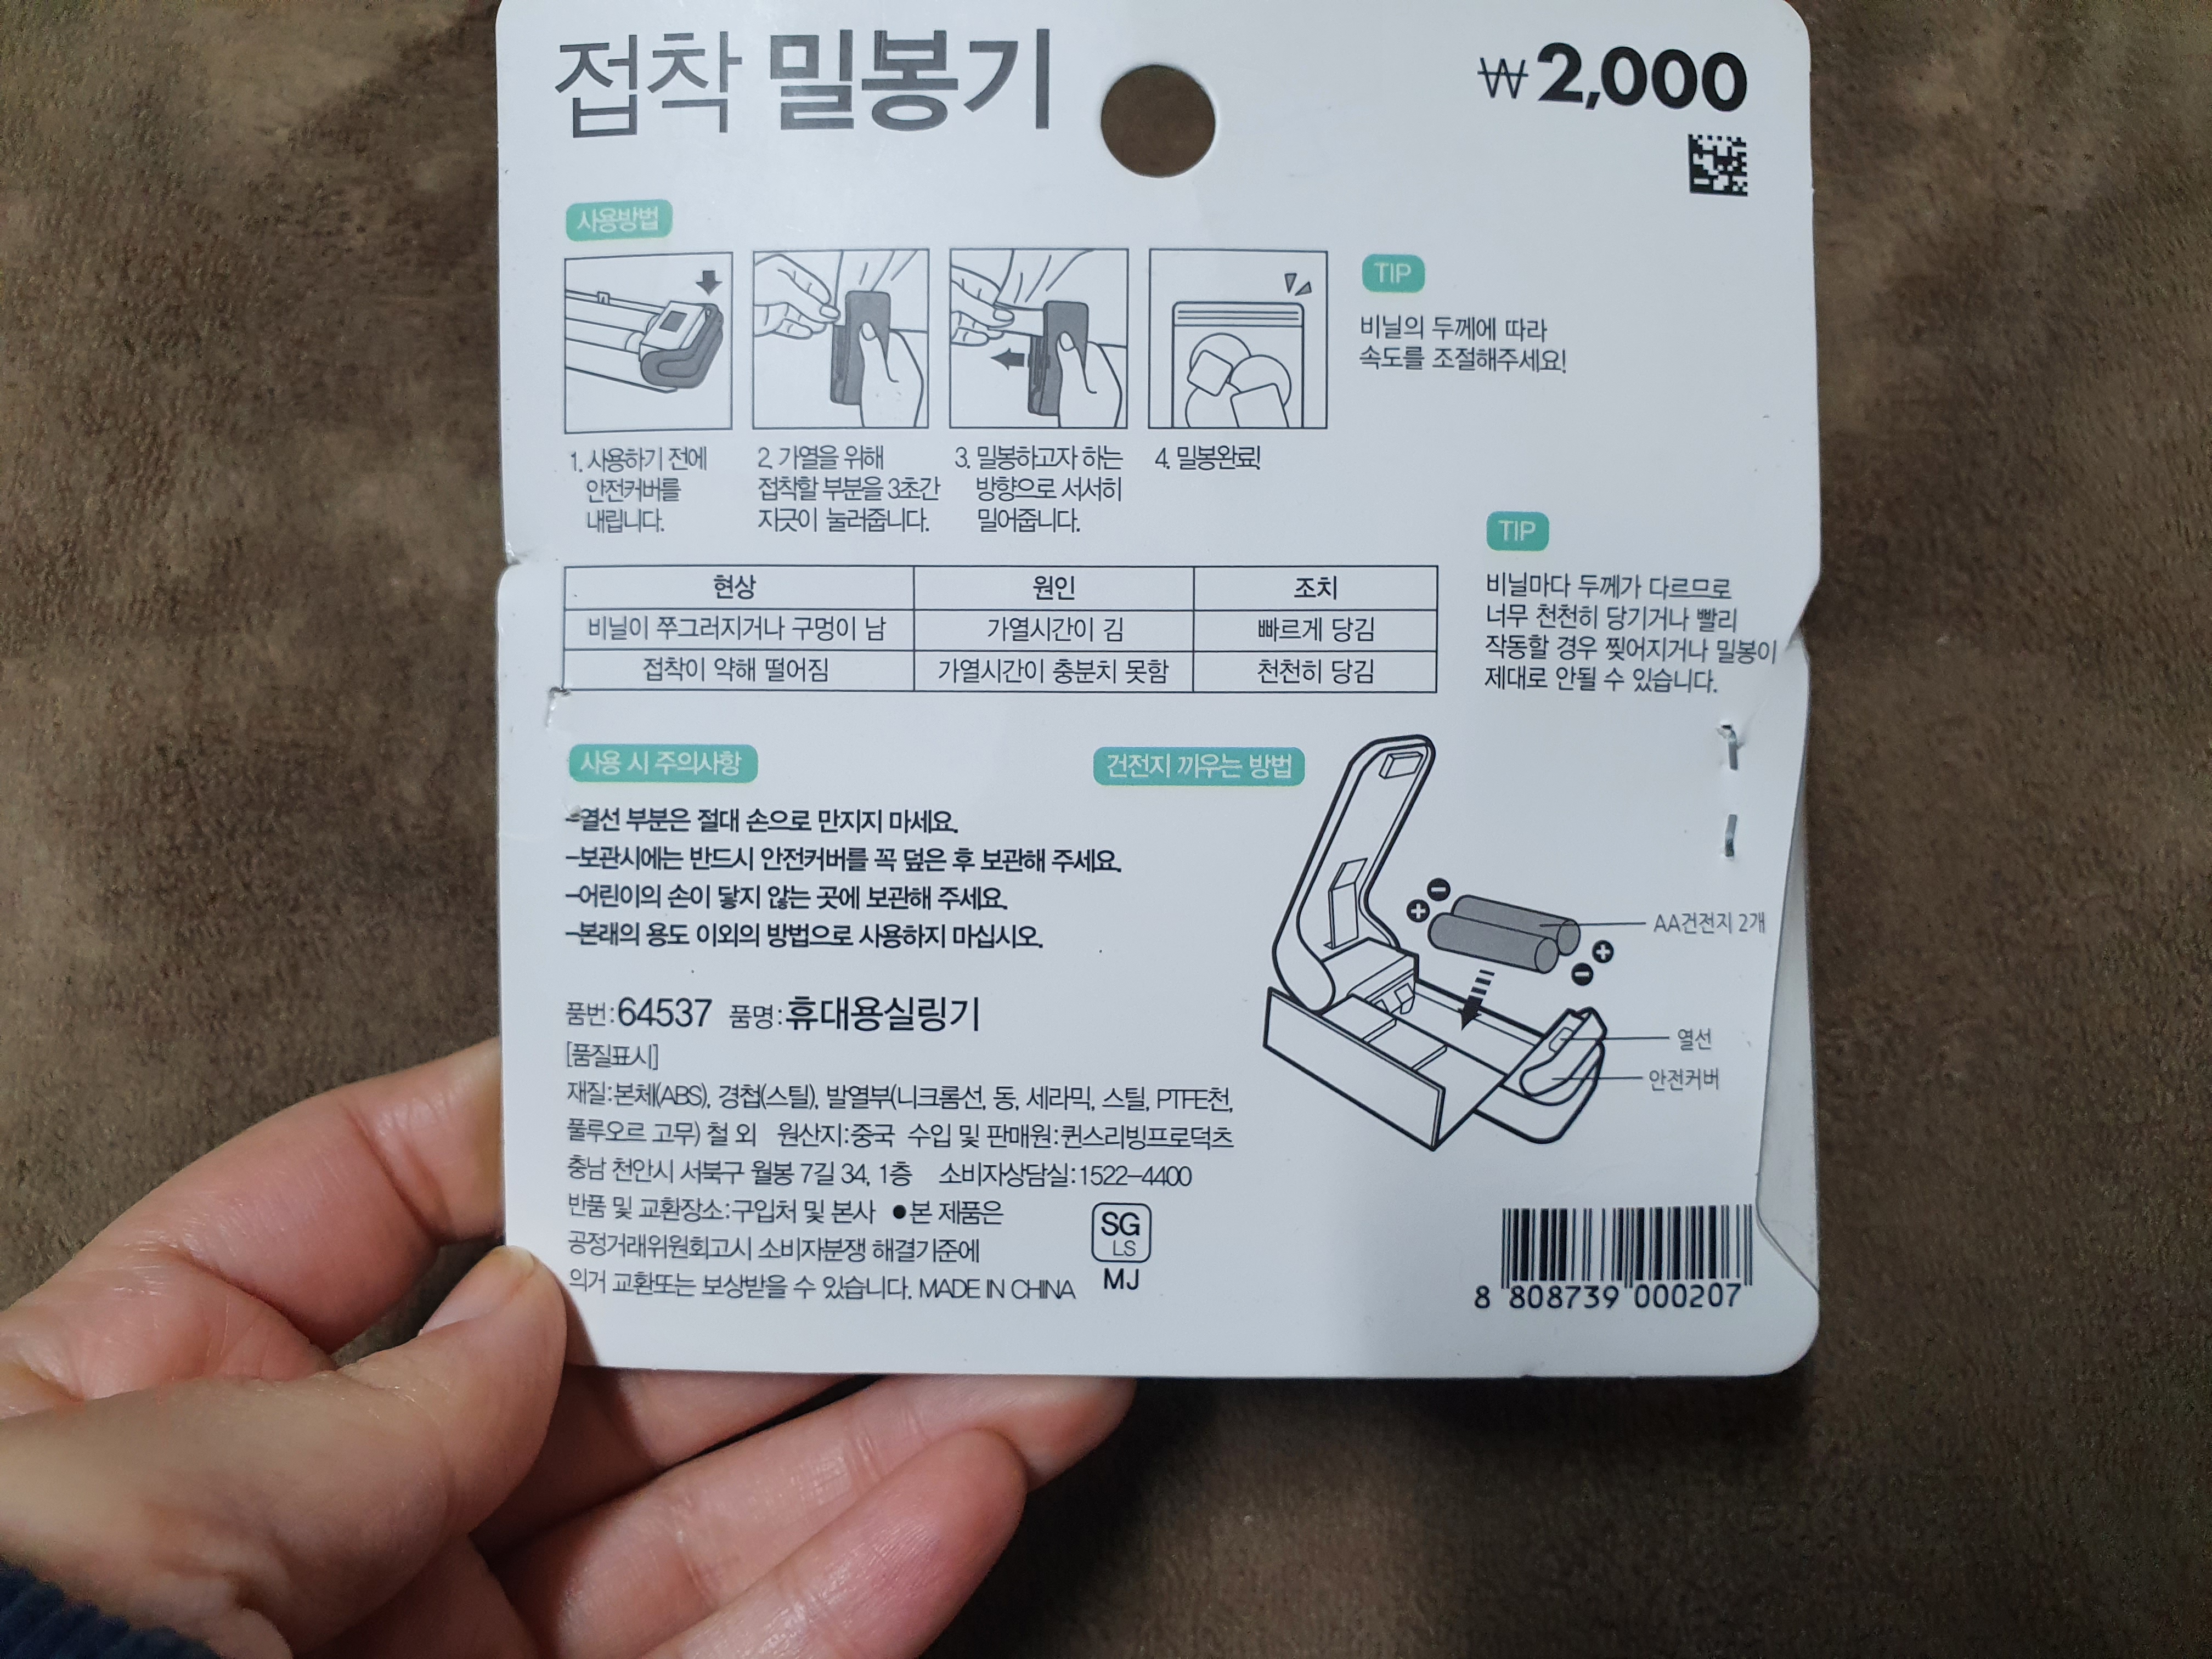 접착 밀봉기
₩2,000
사용방법
1. 사용하기 전에
안전커버를
내립니다.
2. 가열을 위해
접착할 부분을 3초간
지긋이 눌러줍니다.
3. 밀봉하고자 하는
방향으로 서서히
밀어줍니다.
4. 밀봉완료!
TIP
비닐의 두께에 따라
속도를 조절해주세요!
현상 원인 조치
비닐이 쭈그러지거나 구멍이 남 가열시간이 김 빠르게 당김
접착이 약해 떨어짐 가열시간이 충분치 못함 천천히 당김
TIP
비닐마다 두께가 다르므로
너무 천천히 당기거나 빨리
작동할 경우 찢어지거나 밀봉이
제대로 안될 수 있습니다.
사용 시 주의사항
-열선 부분은 절대 손으로 만지지 마세요.
-보관시에는 반드시 안전커버를 꼭 덮은 후 보관해 주세요.
-어린이의 손이 닿지 않는 곳에 보관해 주세요.
-본래의 용도 이외의 방법으로 사용하지 마십시오.
건전지 끼우는 방법
AA건전지 2개
열선
안전커버
품번:64537 품명:휴대용실링기
[품질표시]
재질:본체(ABS), 경첩(스틸), 발열부(니크롬선, 동, 세라믹, 스틸, PTFE천,
풀루오르 고무) 철 외 원산지:중국 수입 및 판매원:퀸스리빙프로덕츠
충남 천안시 서북구 월봉 7길 34, 1층 소비자상담실:1522-4400
반품 및 교환장소:구입처 및 본사 ●본 제품은
공정거래위원회고시 소비자분쟁 해결기준에
의거 교환또는 보상받을 수 있습니다. MADE IN CHINA
SG
LS
MJ
8 808739 000207